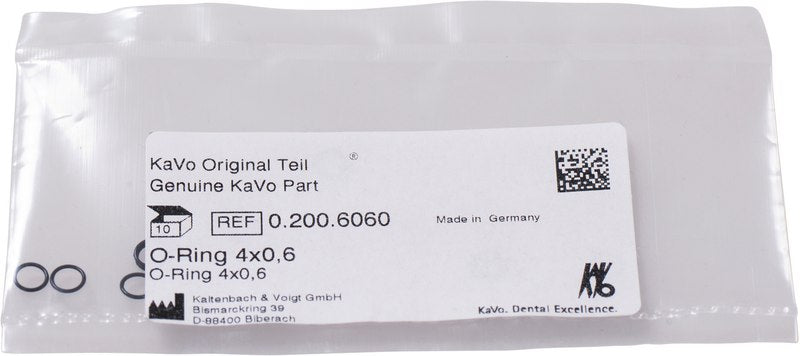 KaVo Original Teil ®
Genuine KaVo Part
10 REF 0.200.6060 Made in Germany
O-Ring 4x0,6
O-Ring 4x0,6
Kaltenbach & Voigt GmbH
Bismarckring 39
D-88400 Biberach
KaVo
KaVo. Dental Excellence.